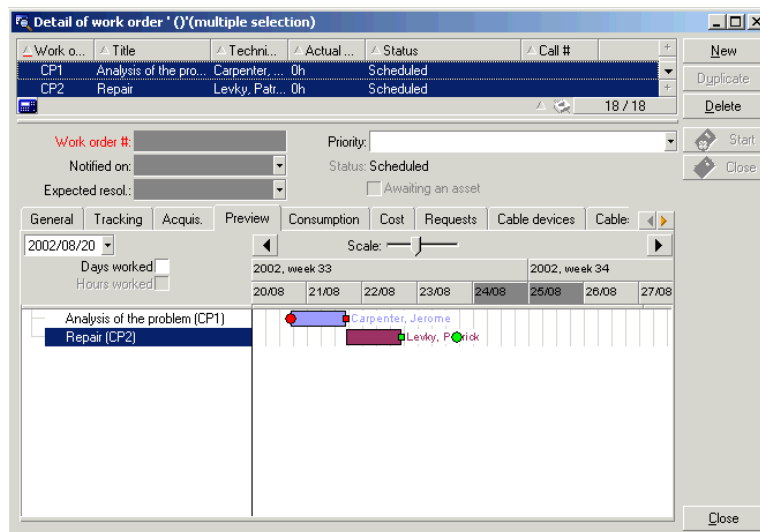 Detail of work order ' ()'(multiple selection)
Work o... Title Techni... Actual ... Status Call #
CP1 Analysis of the pro... Carpenter, ... 0h Scheduled
CP2 Repair Levky, Patr... 0h Scheduled
18 / 18
New
Duplicate
Delete
Start
Close
Work order #: Priority:
Notified on: Status: Scheduled
Expected resol.: Awaiting an asset
General Tracking Acquis. Preview Consumption Cost Requests Cable devices Cable
2002/08/20 Scale:
Days worked
Hours worked
2002, week 33 2002, week 34
20/08 21/08 22/08 23/08 24/08 25/08 26/08 27/08
Analysis of the problem (CP1) Carpenter, Jerome
Repair (CP2) Levky, P rick
Close